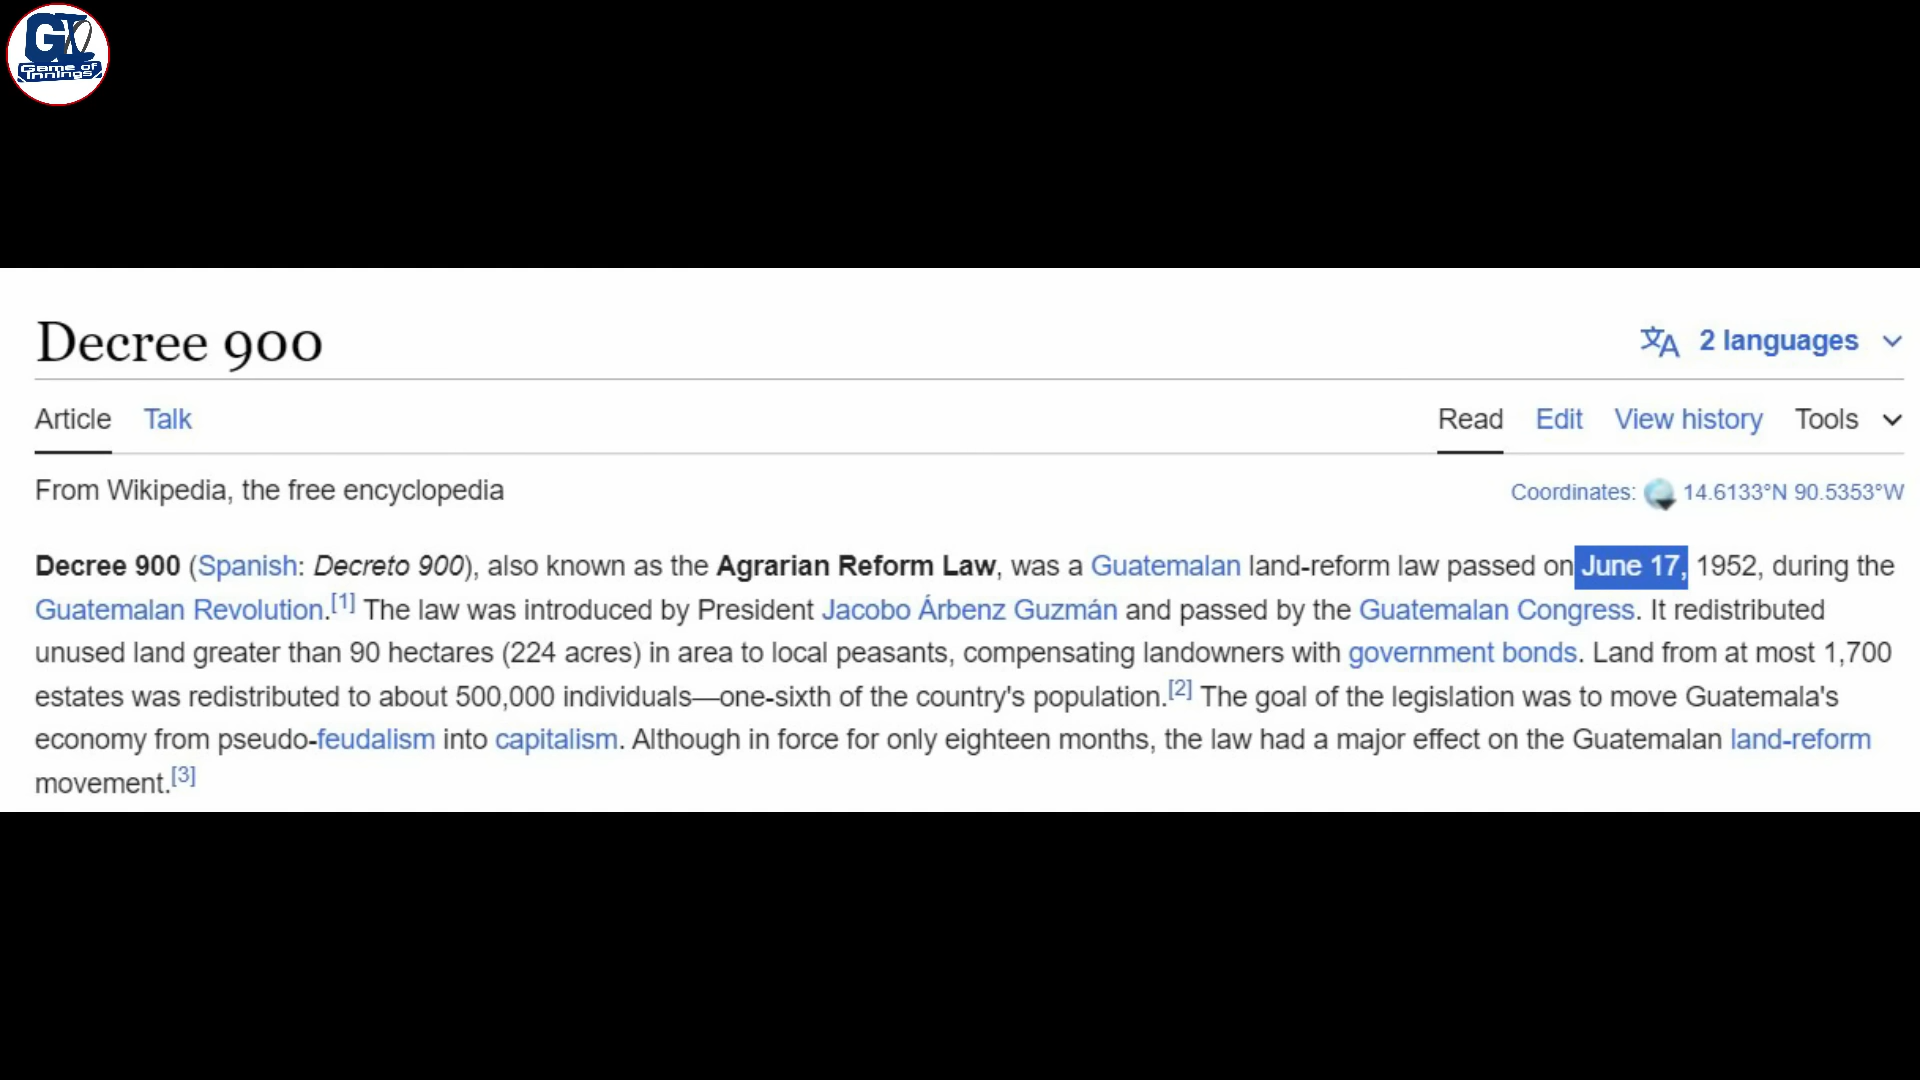 GI
Game of
Innings
Decree 900
文A 2 languages
Article Talk Read Edit View history Tools
From Wikipedia, the free encyclopedia Coordinates: 14.6133°N 90.5353°W
Decree 900 (Spanish: Decreto 900), also known as the Agrarian Reform Law, was a Guatemalan land-reform law passed on June 17, 1952, during the
Guatemalan Revolution.[1] The law was introduced by President Jacobo Árbenz Guzmán and passed by the Guatemalan Congress. It redistributed
unused land greater than 90 hectares (224 acres) in area to local peasants, compensating landowners with government bonds. Land from at most 1,700
estates was redistributed to about 500,000 individuals—one-sixth of the country's population.[2] The goal of the legislation was to move Guatemala's
economy from pseudo-feudalism into capitalism. Although in force for only eighteen months, the law had a major effect on the Guatemalan land-reform
movement.[3]